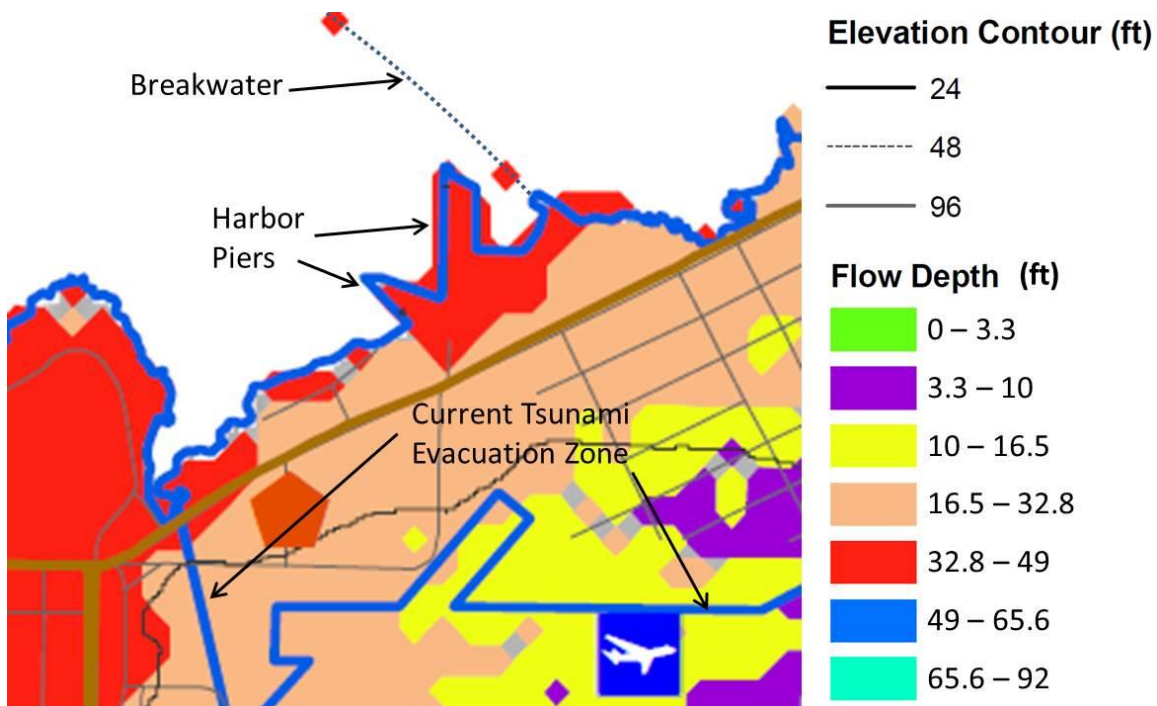 Breakwater
Harbor
Piers
Current Tsunami
Evacuation Zone
Elevation Contour (ft)
24
48
96
Flow Depth (ft)
0 – 3.3
3.3 – 10
10 – 16.5
16.5 – 32.8
32.8 – 49
49 – 65.6
65.6 – 92